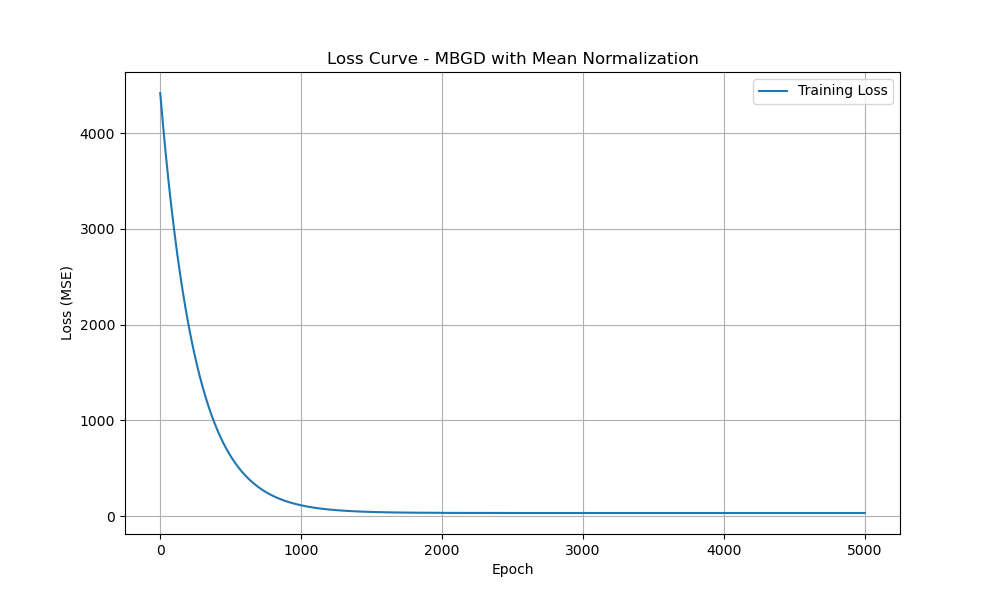 Loss Curve - MBGD with Mean Normalization
Training Loss
4000
3000
2000
1000
0
Loss (MSE)
0 1000 2000 3000 4000 5000
Epoch